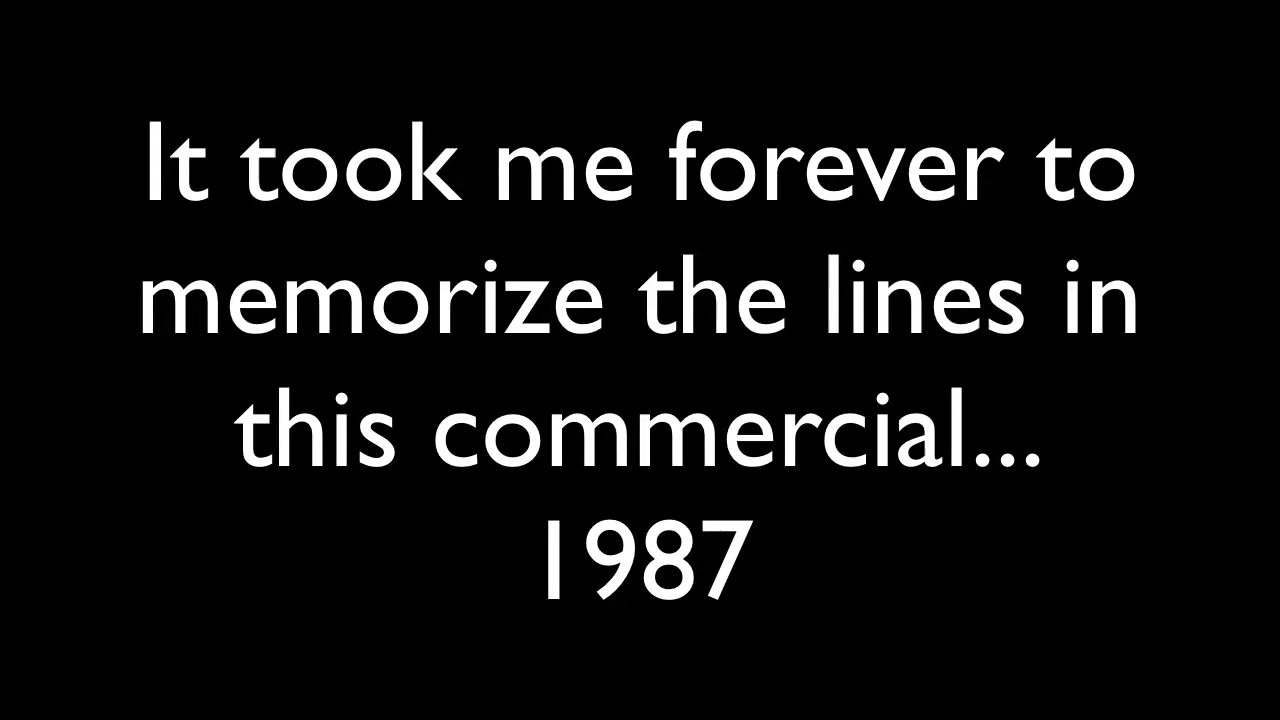 It took me forever to
memorize the lines in
this commercial...
1987